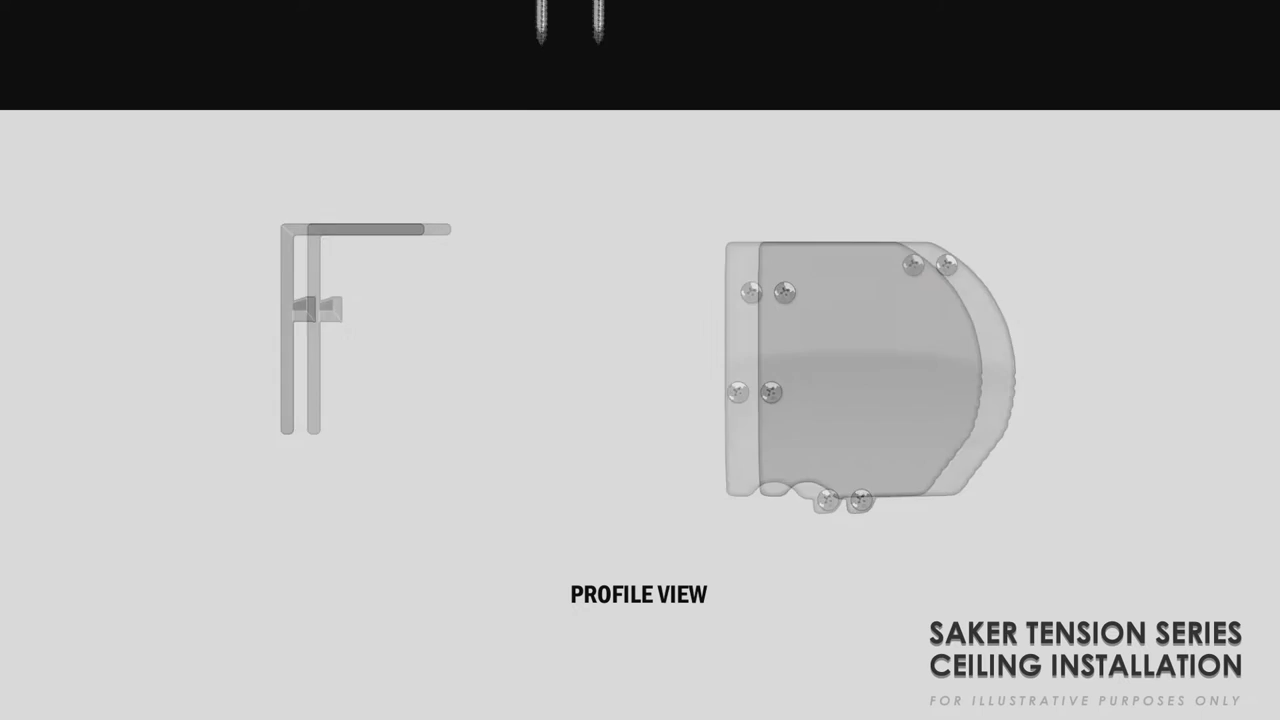 PROFILE VIEW
SAKER TENSION SERIES
CEILING INSTALLATION
FOR ILLUSTRATIVE PURPOSES ONLY